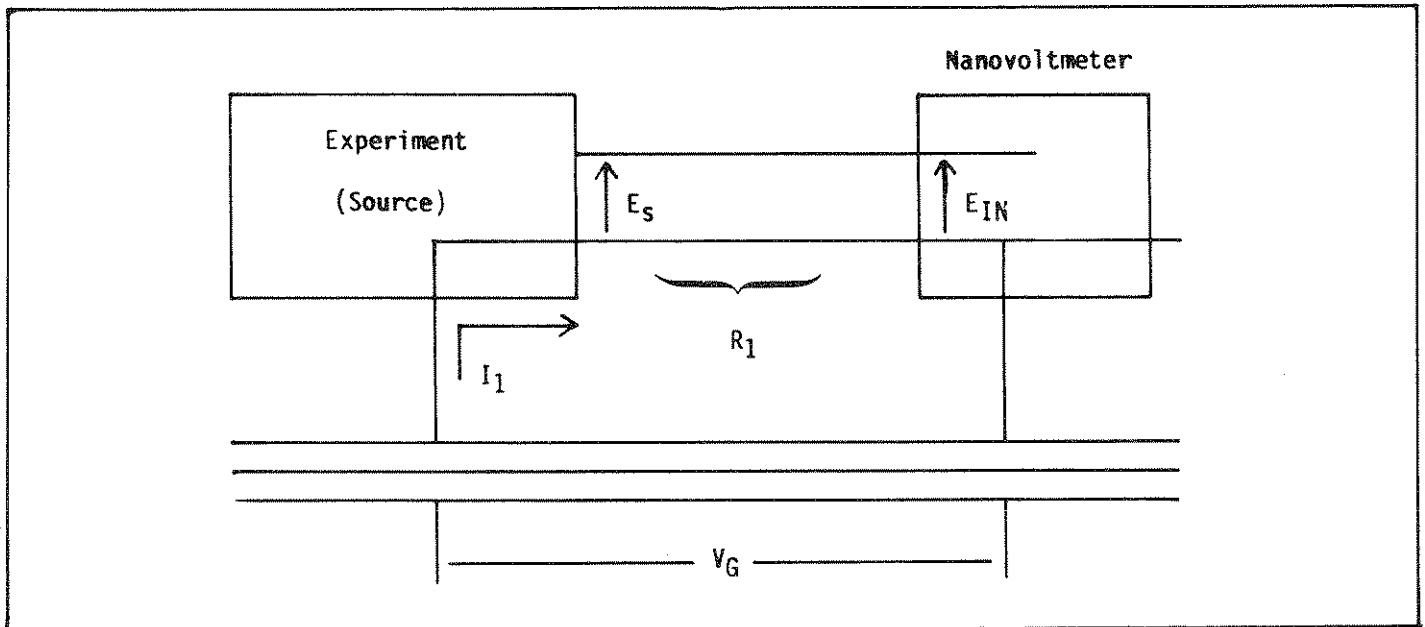 Nanovoltmeter
Experiment
(Source)
E_S
E_IN
R_1
I_1
V_G